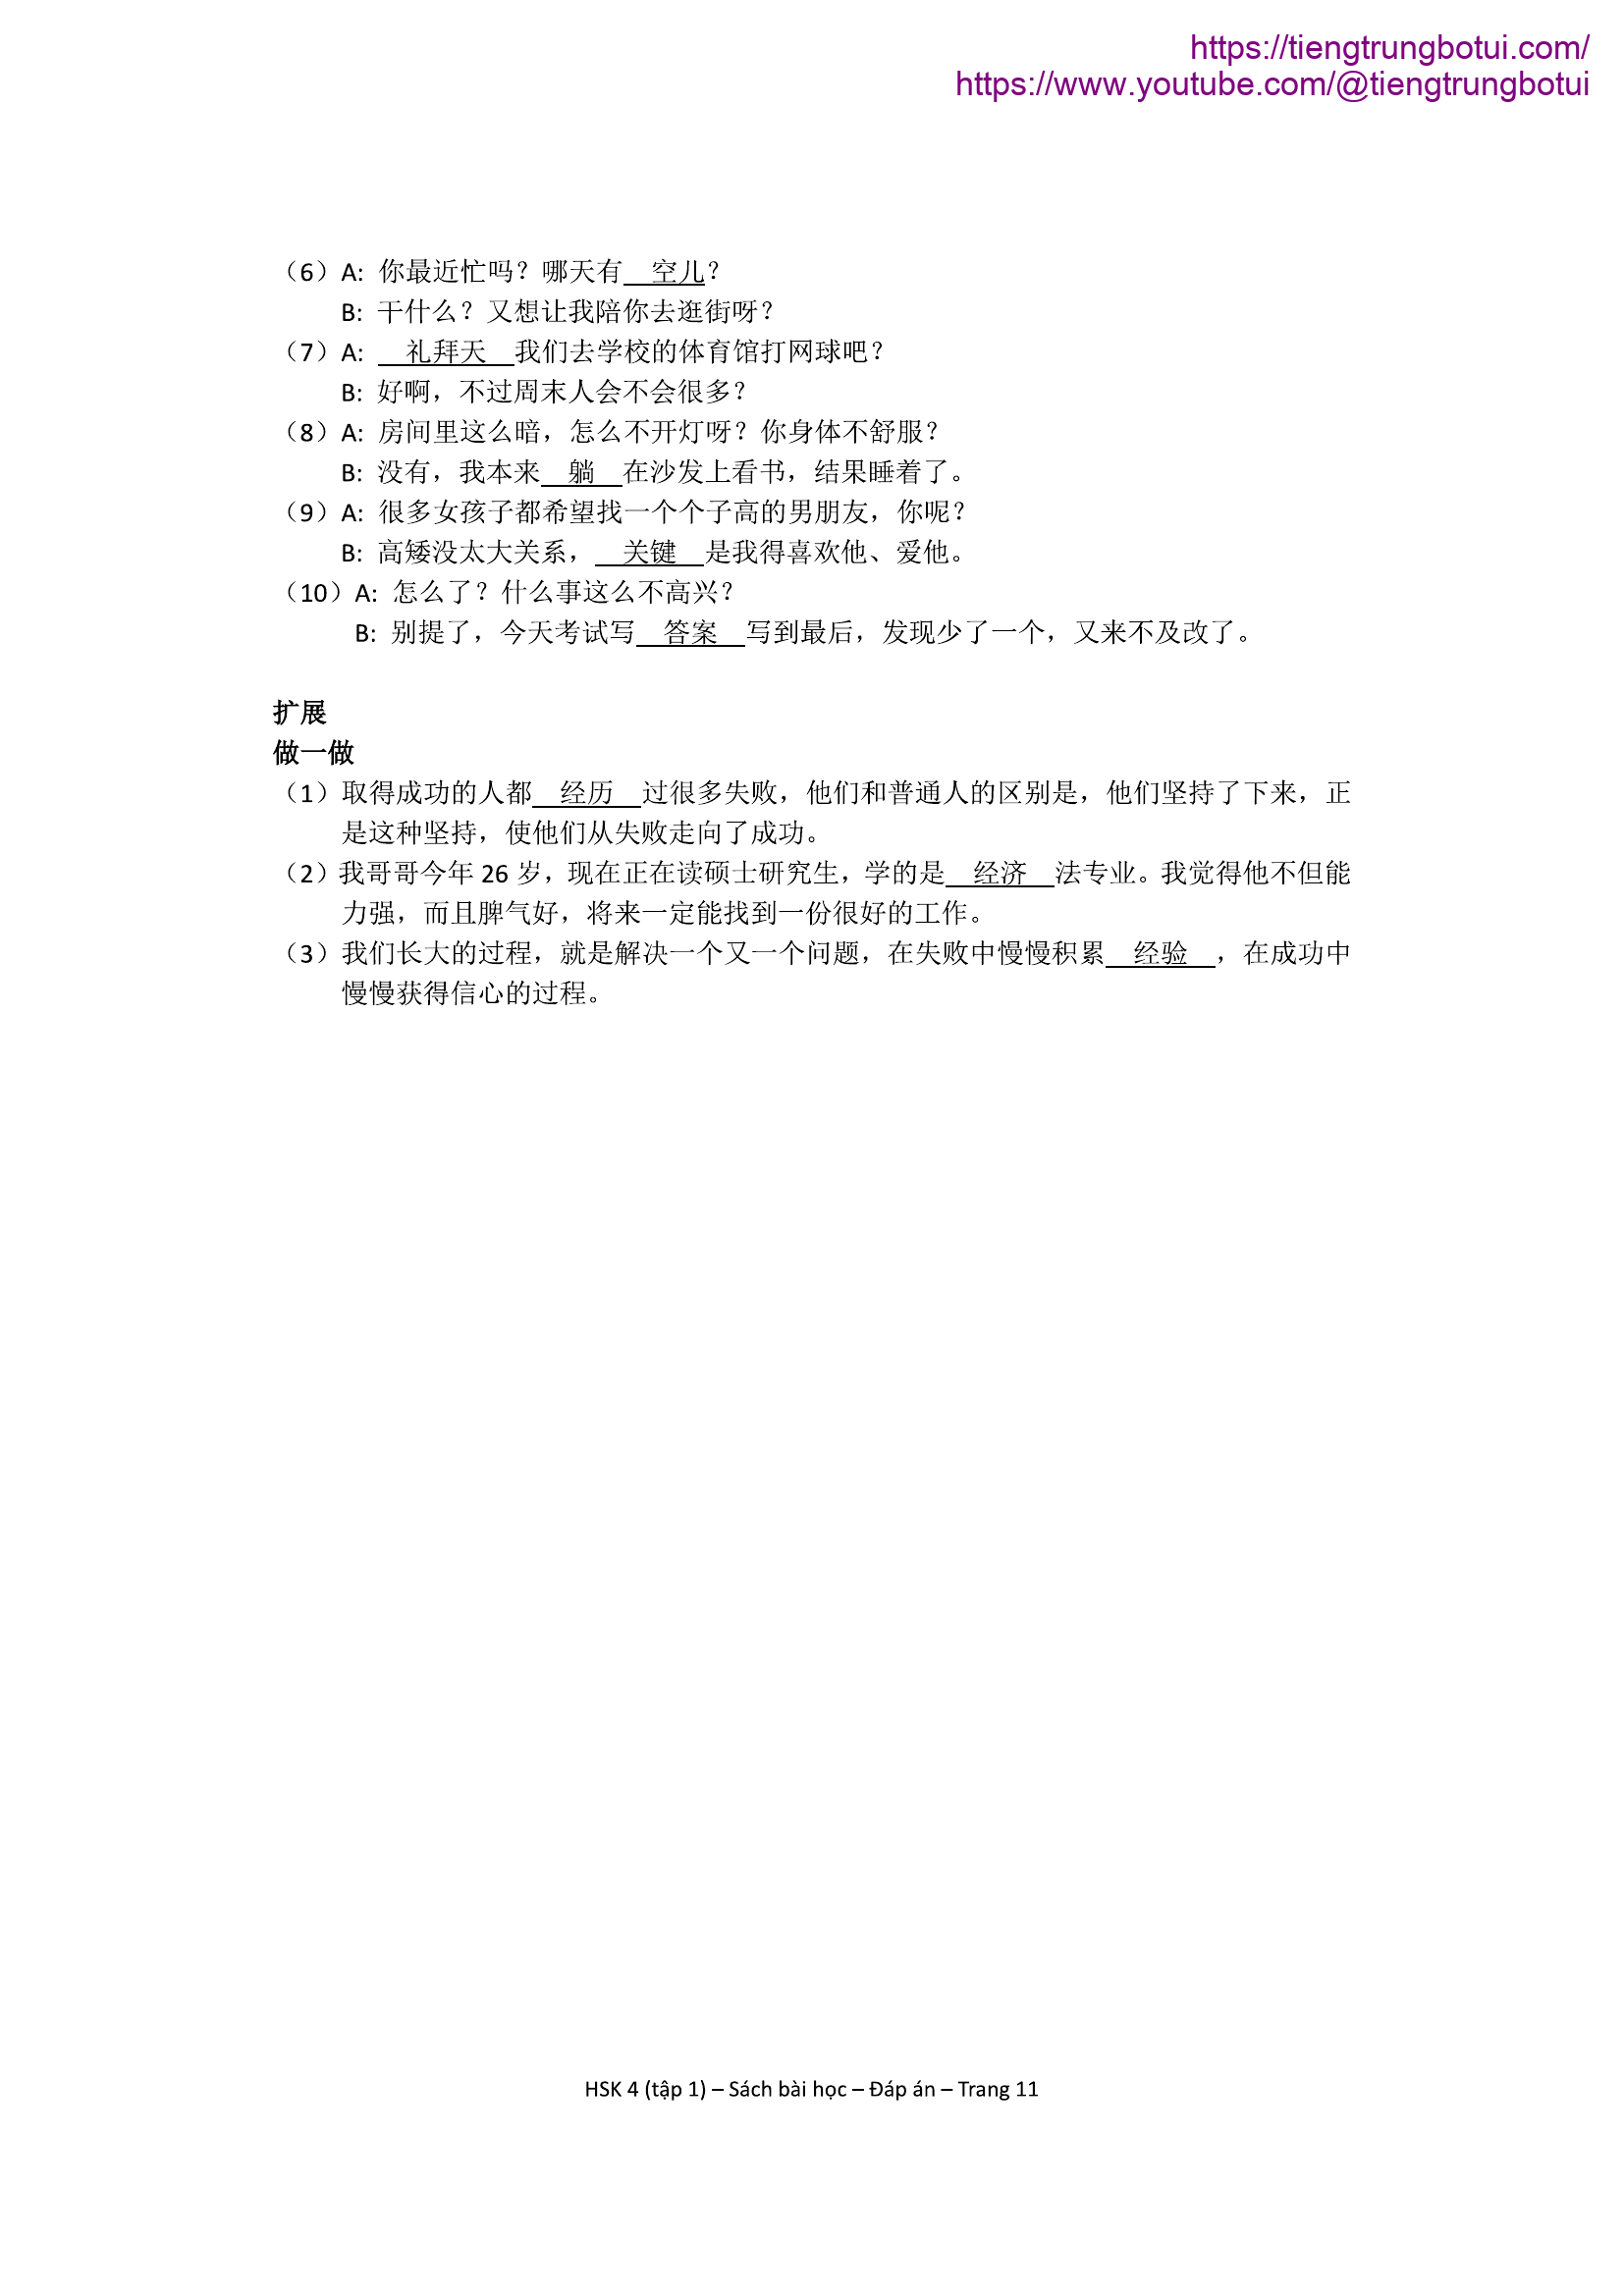 https://tiengtrungbotui.com/
https://www.youtube.com/@tiengtrungbotui
（6）A: 你最近忙吗？哪天有__空儿？
B: 干什么？又想让我陪你去逛街呀？
（7）A: __礼拜天__我们去学校的体育馆打网球吧？
B: 好啊，不过周末人会不会很多？
（8）A: 房间里这么暗，怎么不开灯呀？你身体不舒服？
B: 没有，我本来__躺__在沙发上看书，结果睡着了。
（9）A: 很多女孩子都希望找一个个子高的男朋友，你呢？
B: 高矮没太大关系，__关键__是我得喜欢他、爱他。
（10）A: 怎么了？什么事这么不高兴？
B: 别提了，今天考试写__答案__写到最后，发现少了一个，又来不及改了。
扩展
做一做
（1）取得成功的人都__经历__过很多失败，他们和普通人的区别是，他们坚持了下来，正
是这种坚持，使他们从失败走向了成功。
（2）我哥哥今年 26 岁，现在正在读硕士研究生，学的是__经济__法专业。我觉得他不但能
力强，而且脾气好，将来一定能找到一份很好的工作。
（3）我们长大的过程，就是解决一个又一个问题，在失败中慢慢积累__经验__，在成功中
慢慢获得信心的过程。
HSK 4 (tập 1) – Sách bài học – Đáp án – Trang 11